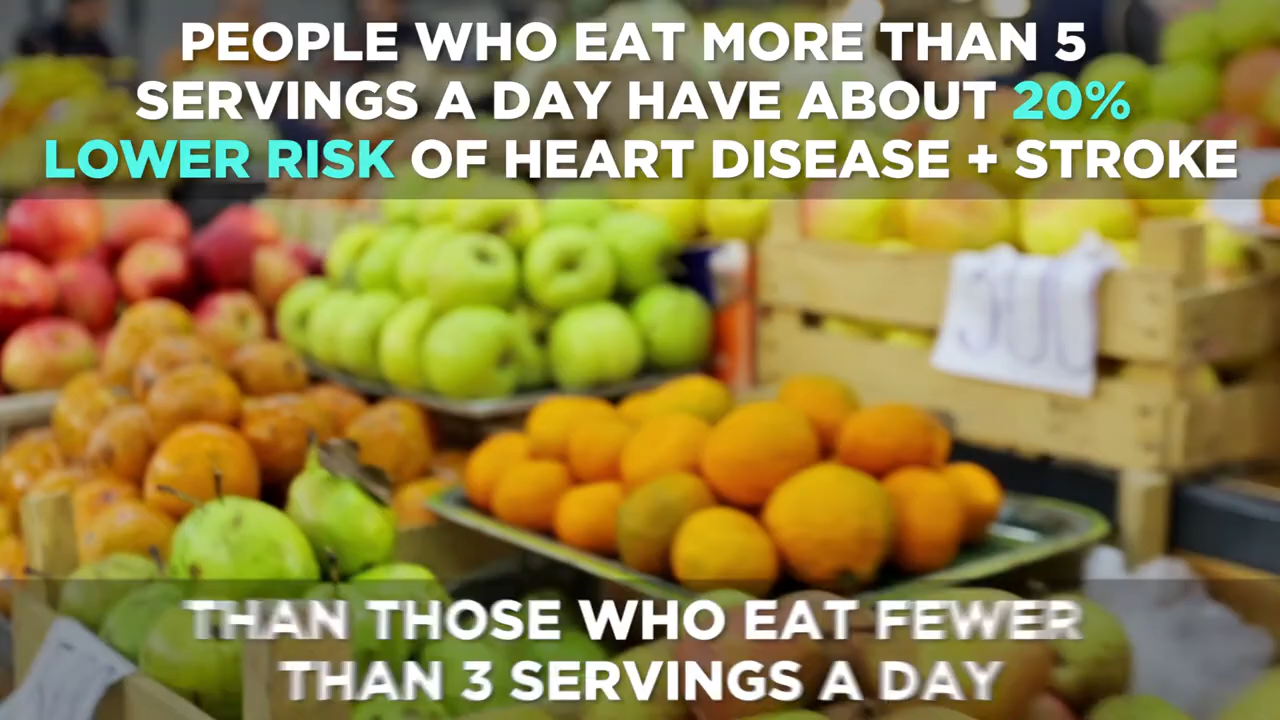 PEOPLE WHO EAT MORE THAN 5
SERVINGS A DAY HAVE ABOUT 20%
LOWER RISK OF HEART DISEASE + STROKE
THAN THOSE WHO EAT FEWER
THAN 3 SERVINGS A DAY